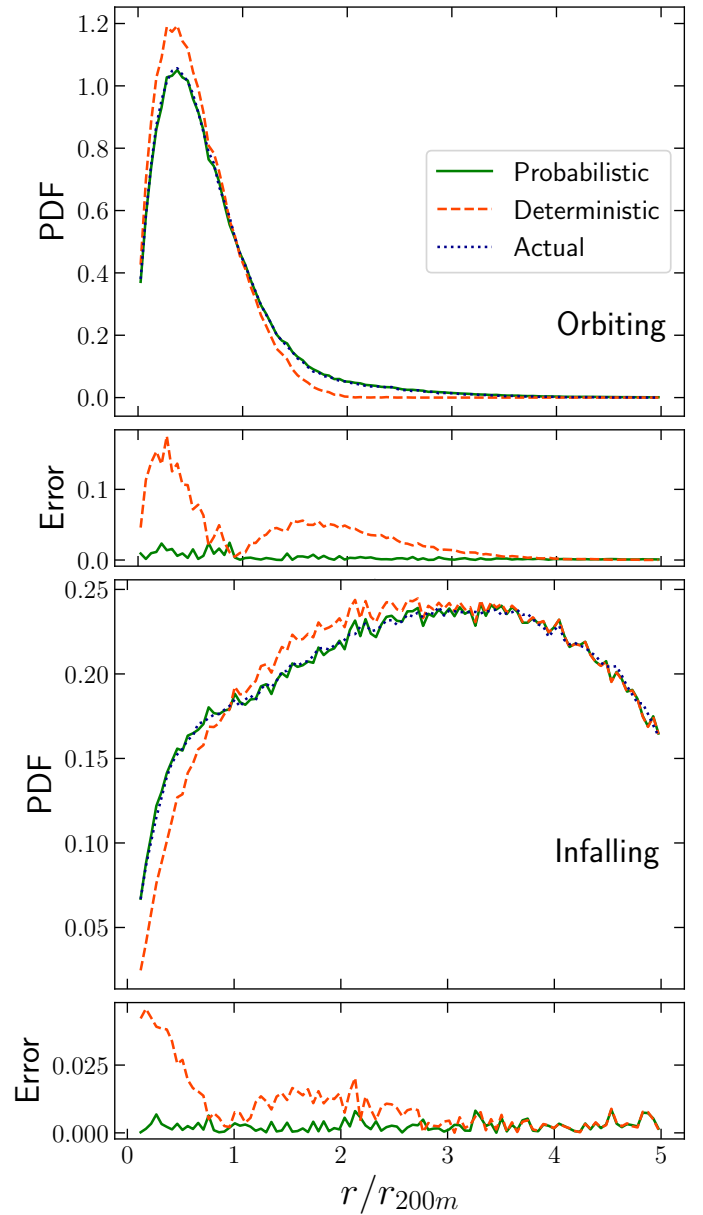 1.2
1.0
0.8
0.6
0.4
0.2
0.0
PDF
Probabilistic
Deterministic
Actual
Orbiting
0.1
0.0
Error
0.25
0.20
0.15
0.10
0.05
PDF
Infalling
0.025
0.000
Error
0 1 2 3 4 5
r/r200m